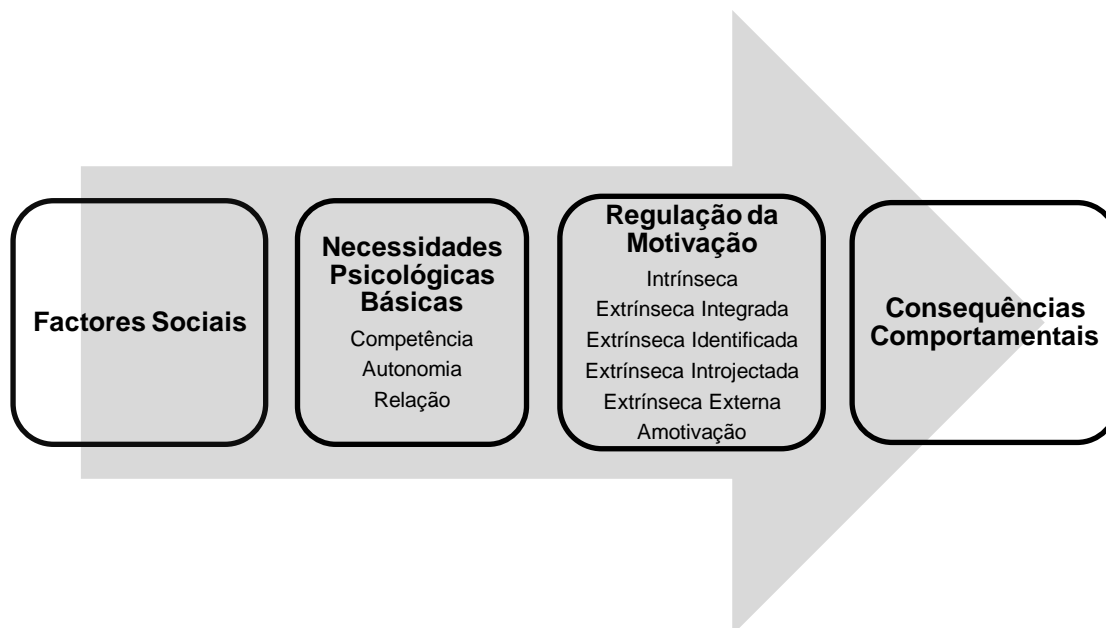 Factores Sociais
Necessidades
Psicológicas
Básicas
Competência
Autonomia
Relação
Regulação da
Motivação
Intrínseca
Extrínseca Integrada
Extrínseca Identificada
Extrínseca Introjectada
Extrínseca Externa
Amotivação
Consequências
Comportamentais